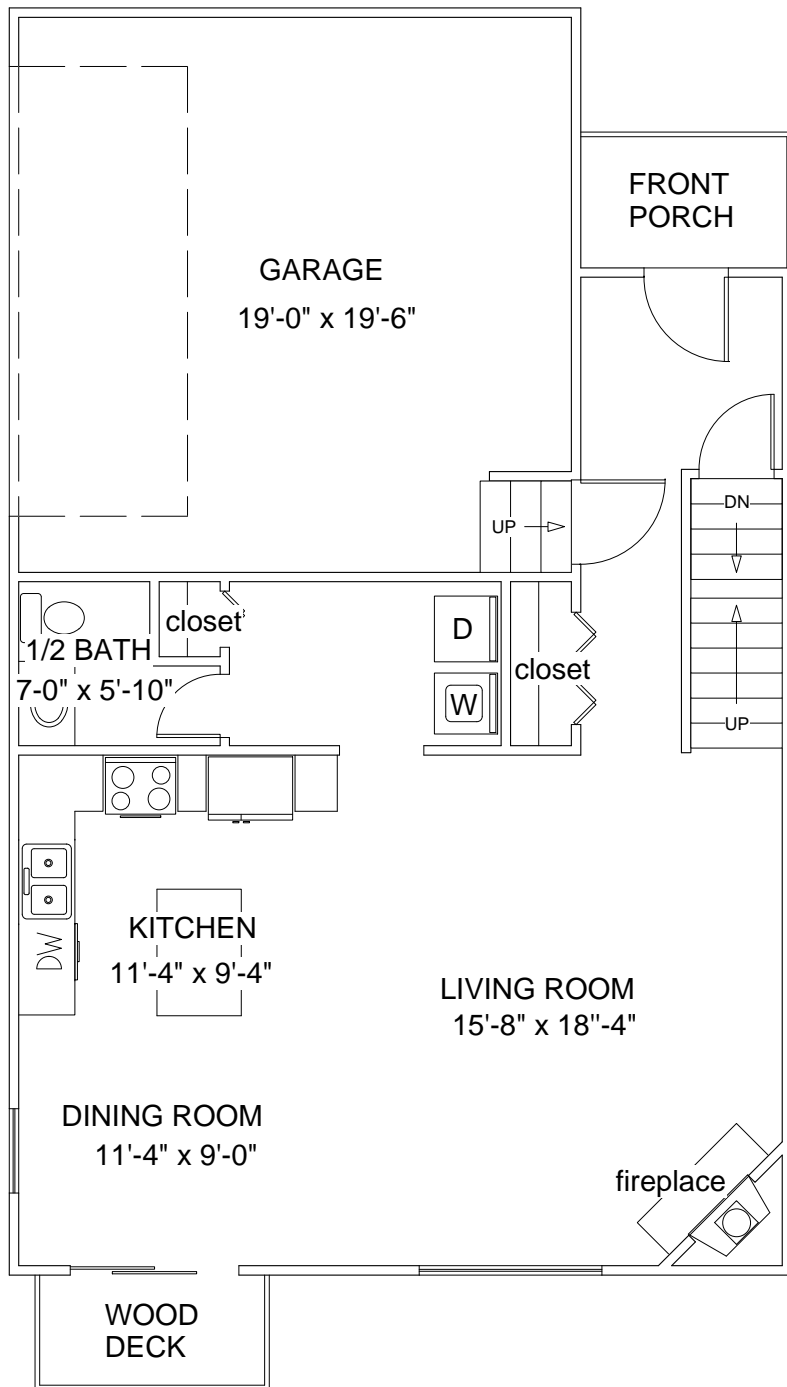 FRONT
PORCH
GARAGE
19'-0" x 19'-6"
DN
UP
closet
D
1/2 BATH
closet
7-0" x 5'-10"
W
UP
KITCHEN
DW
11'-4" x 9'-4"
LIVING ROOM
15'-8" x 18''-4"
DINING ROOM
11'-4" x 9'-0"
fireplace
WOOD
DECK